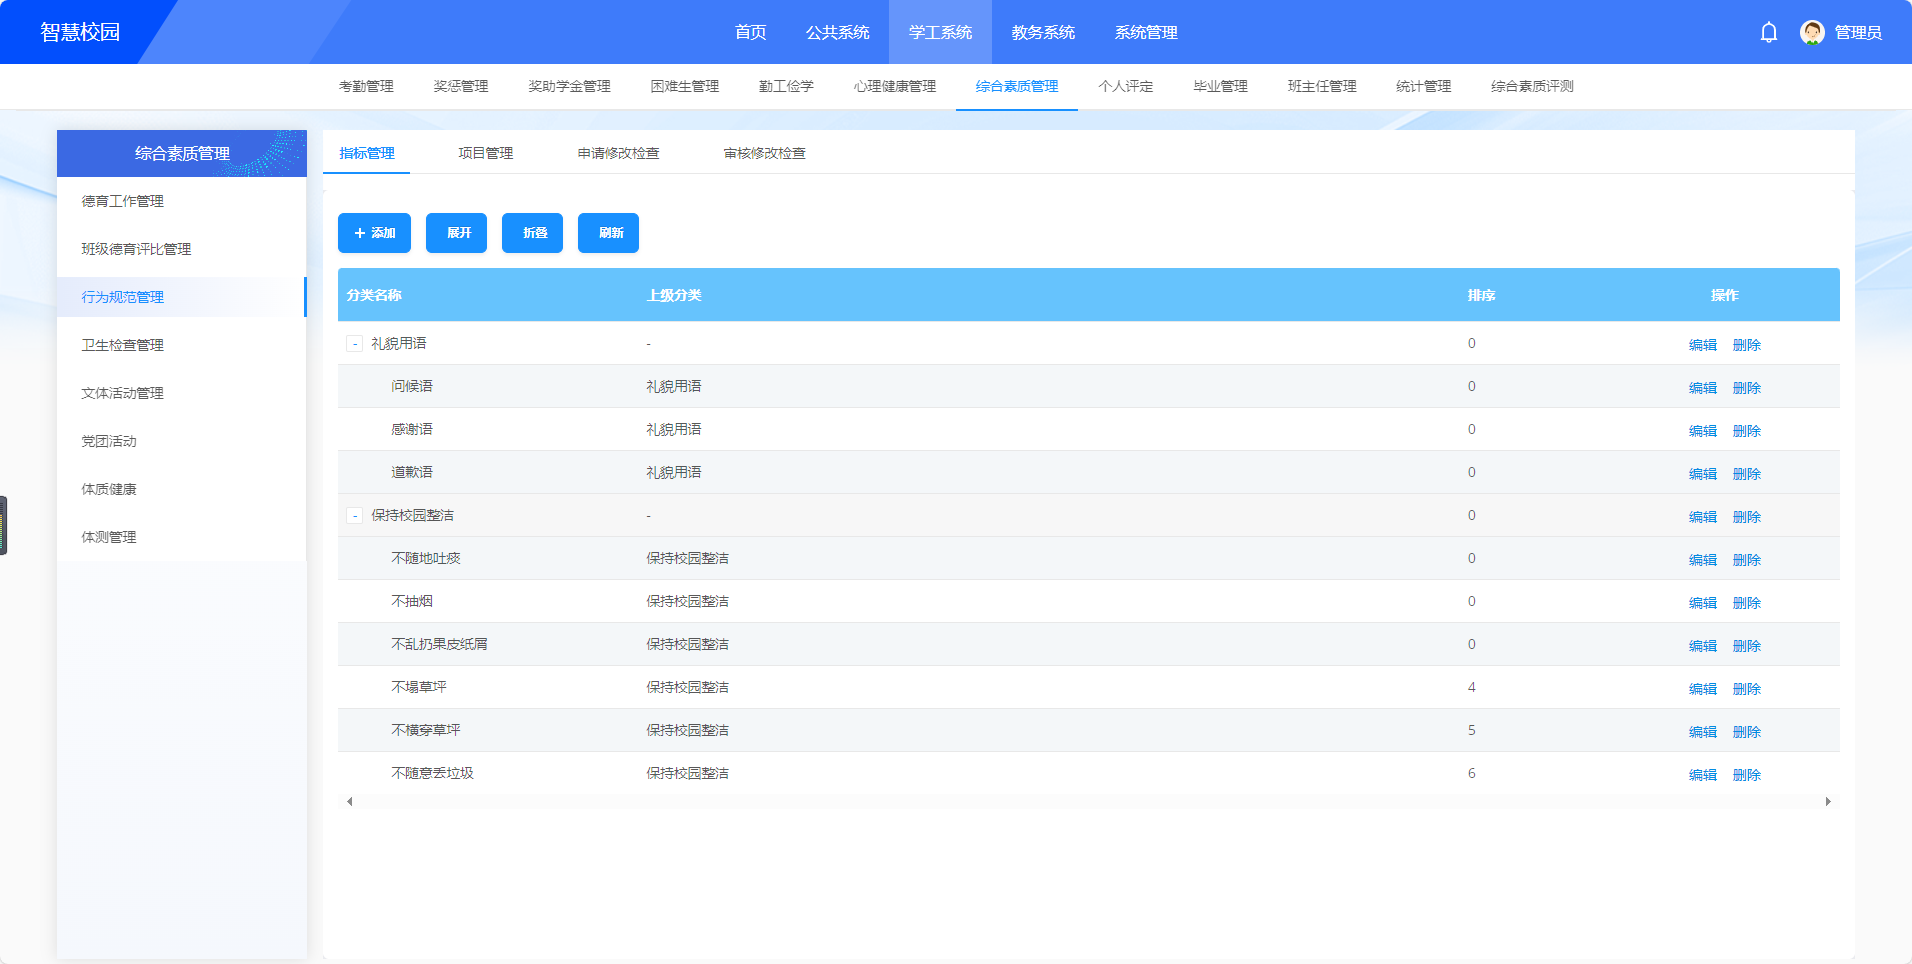 智慧校园 首页 公共系统 学工系统 教务系统 系统管理 管理员
考勤管理 奖惩管理 奖助学金管理 困难生管理 勤工俭学 心理健康管理 综合素质管理 个人评定 毕业管理 班主任管理 统计管理 综合素质评测
综合素质管理
德育工作管理
班级德育评比管理
行为规范管理
卫生检查管理
文体活动管理
党团活动
体质健康
体测管理
指标管理 项目管理 申请修改检查 审核修改检查
+ 添加 展开 折叠 刷新
分类名称 上级分类 排序 操作
- 礼貌用语 - 0 编辑 删除
问候语 礼貌用语 0 编辑 删除
感谢语 礼貌用语 0 编辑 删除
道歉语 礼貌用语 0 编辑 删除
- 保持校园整洁 - 0 编辑 删除
不随地吐痰 保持校园整洁 0 编辑 删除
不抽烟 保持校园整洁 0 编辑 删除
不乱扔果皮纸屑 保持校园整洁 0 编辑 删除
不塌草坪 保持校园整洁 4 编辑 删除
不横穿草坪 保持校园整洁 5 编辑 删除
不随意丢垃圾 保持校园整洁 6 编辑 删除